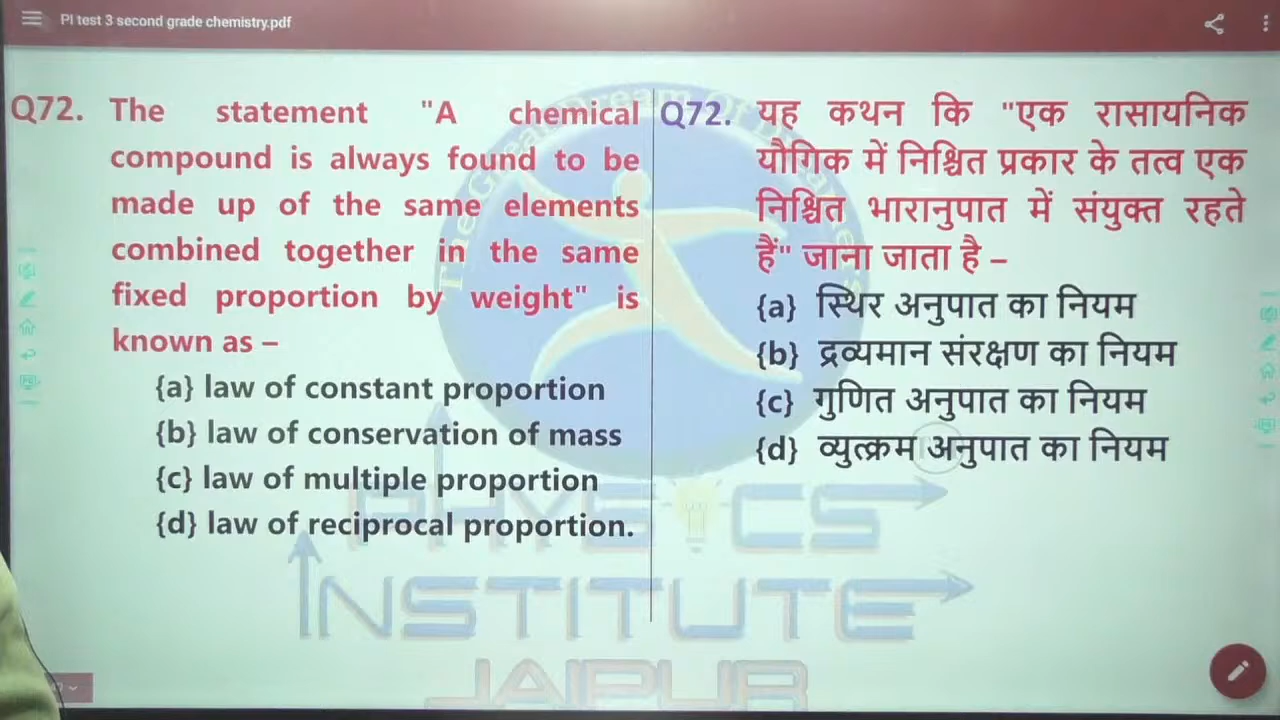 PI test 3 second grade chemistry.pdf
Q72. The statement "A chemical
compound is always found to be
made up of the same elements
combined together in the same
fixed proportion by weight" is
known as –
{a} law of constant proportion
{b} law of conservation of mass
{c} law of multiple proportion
{d} law of reciprocal proportion.
Q72. यह कथन कि "एक रासायनिक
यौगिक में निश्चित प्रकार के तत्व एक
निश्चित भारानुपात में संयुक्त रहते
हैं" जाना जाता है –
{a} स्थिर अनुपात का नियम
{b} द्रव्यमान संरक्षण का नियम
{c} गुणित अनुपात का नियम
{d} व्युत्क्रम अनुपात का नियम
PHYSICS
INSTITUTE
JAIPUR